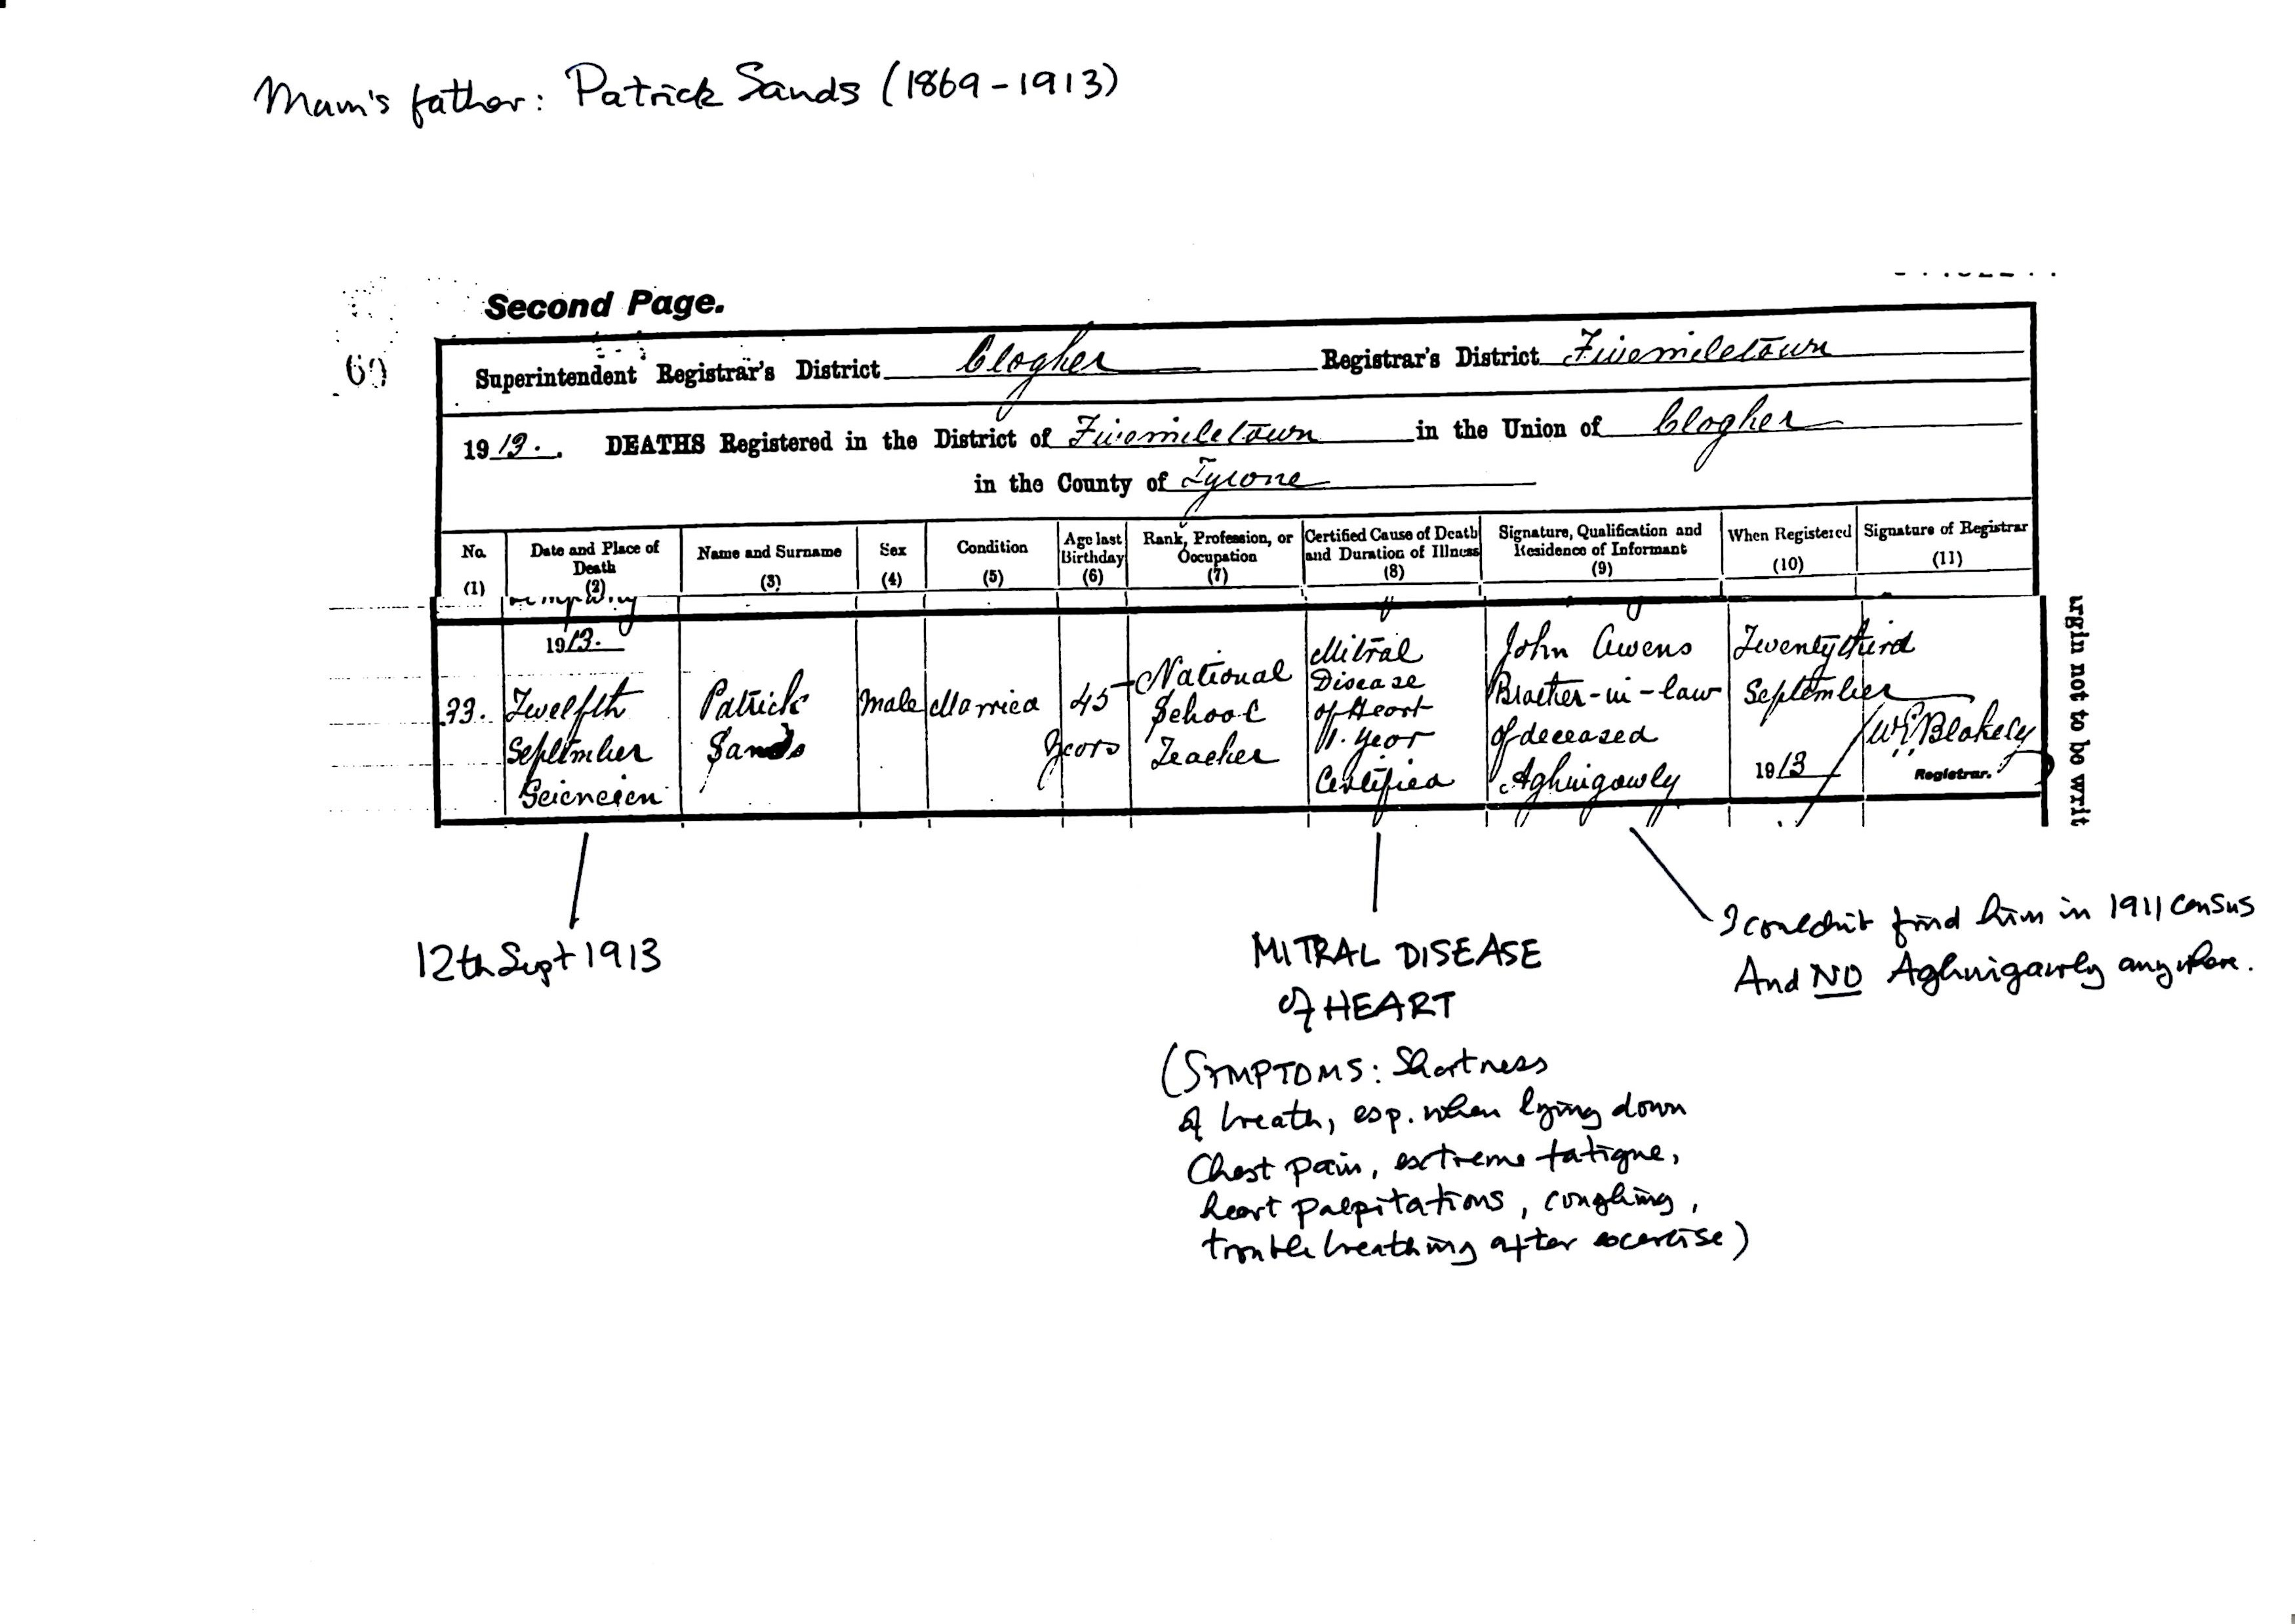 Mam's father: Patrick Sands (1869-1913)
Second Page.
Superintendent Registrar's District Clogher Registrar's District Fivemiletown
1913. DEATHS Registered in the District of Fivemiletown in the Union of Clogher
in the County of Tyrone
No. (1)
Date and Place of Death (2)
Name and Surname (3)
Sex (4)
Condition (5)
Age last Birthday (6)
Rank, Profession, or Occupation (7)
Certified Cause of Death and Duration of Illness (8)
Signature, Qualification and Residence of Informant (9)
When Registered (10)
Signature of Registrar (11)
33.
1913.
Twelfth
September
Patrick
Sands
Male
Married
45
Years
National
School
Teacher
Mitral
Disease
of Heart
1. year
Certified
John Owens
Brother-in-law
of deceased
Aghnigowly
Twentythird
September
1913
W Blakely
Registrar.
urgin not to be writ
12th Sept 1913
MITRAL DISEASE
of HEART
(SYMPTOMS: Shortness
of breath, esp. when lying down
Chest pain, extreme fatigue,
heart palpitations, coughing,
trouble breathing after excercise)
I couldn't find him in 1911 census
And NO Aghnigawly anywhere.